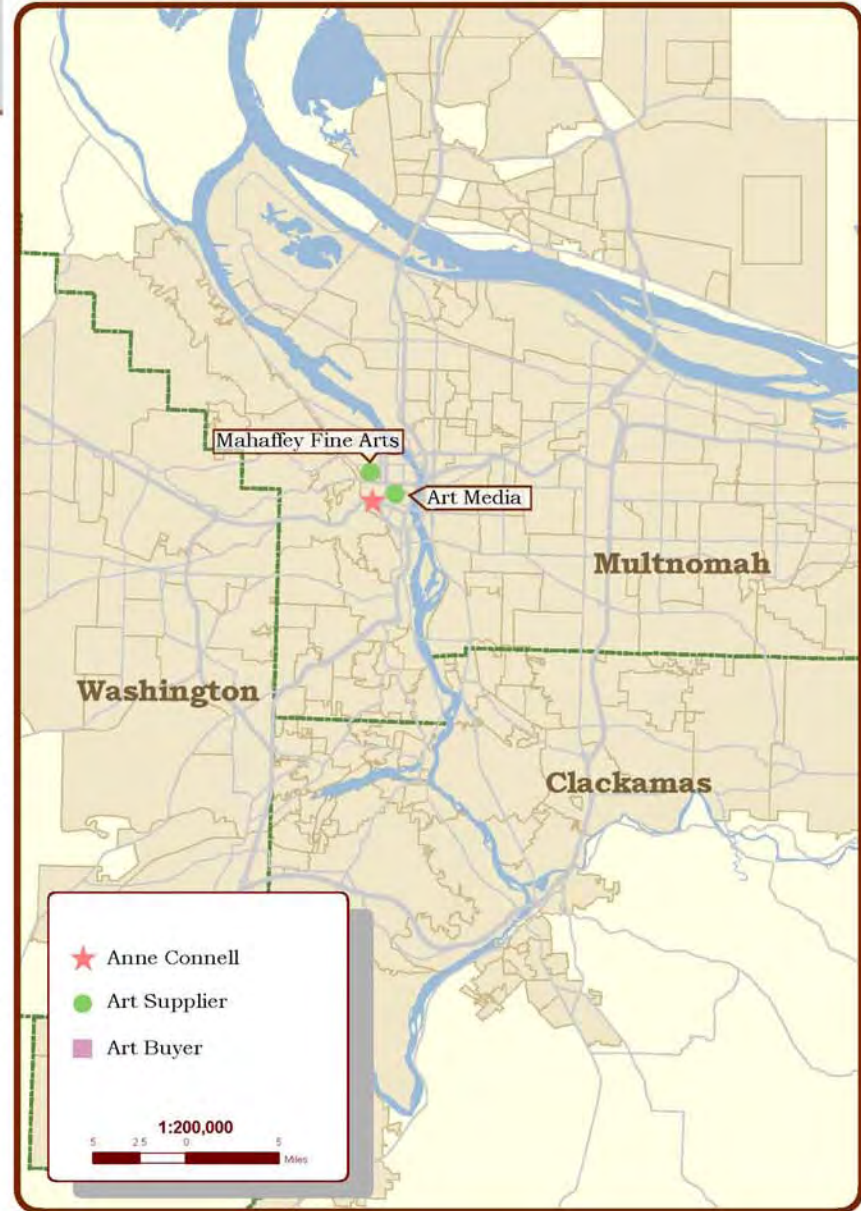 Mahaffey Fine Arts
Art Media
Multnomah
Washington
Clackamas
Anne Connell
Art Supplier
Art Buyer
1:200,000
5 2.5 0 5
Miles